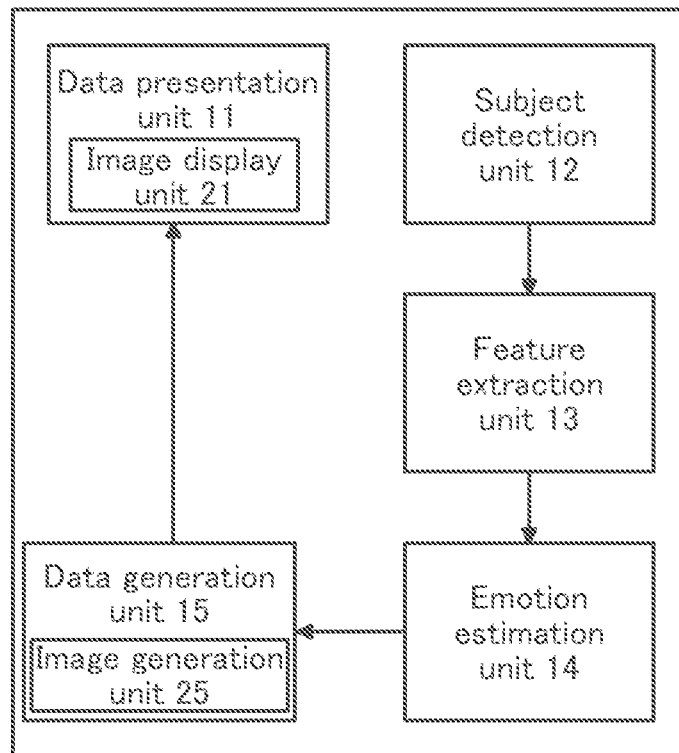 Data presentation
unit 11
Image display
unit 21
Subject
detection
unit 12
Feature
extraction
unit 13
Data generation
unit 15
Image generation
unit 25
Emotion
estimation
unit 14